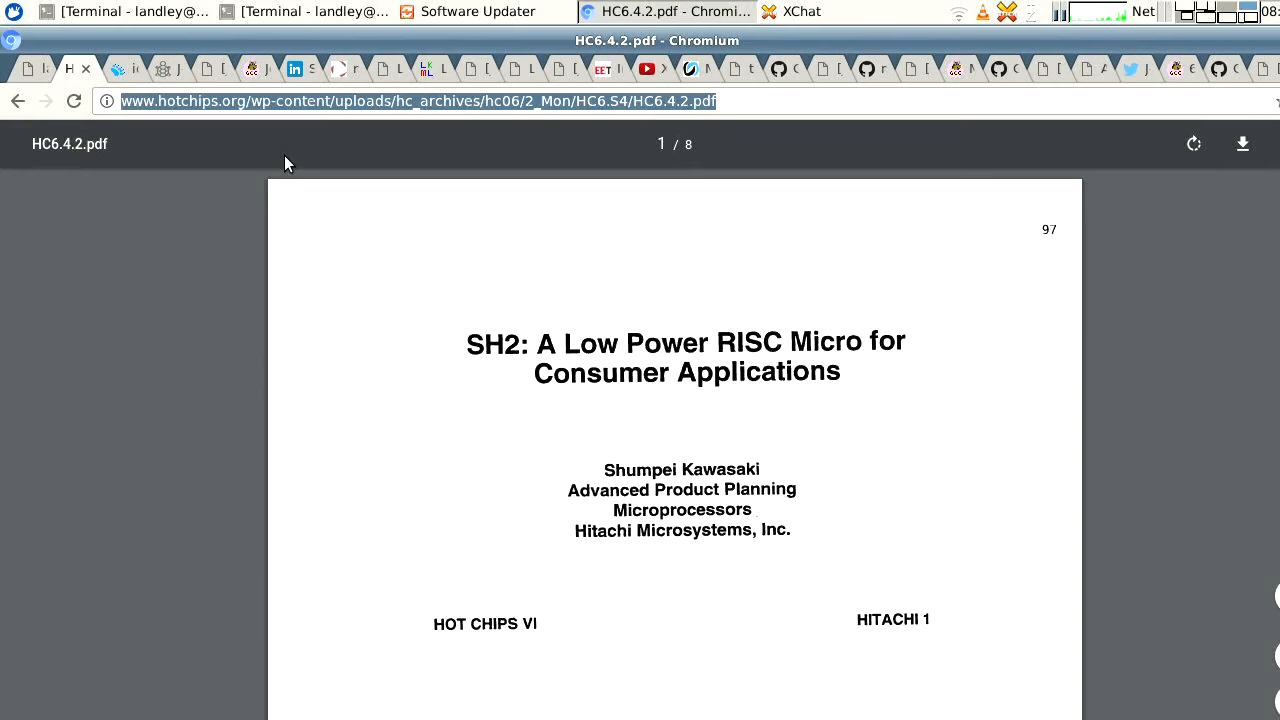 [Terminal - landley@...
[Terminal - landley@...
Software Updater
HC6.4.2.pdf - Chromi...
XChat
Net
08:
HC6.4.2.pdf - Chromium
www.hotchips.org/wp-content/uploads/hc_archives/hc06/2_Mon/HC6.S4/HC6.4.2.pdf
HC6.4.2.pdf
1 / 8
97
SH2: A Low Power RISC Micro for
Consumer Applications
Shumpei Kawasaki
Advanced Product Planning
Microprocessors
Hitachi Microsystems, Inc.
HOT CHIPS VI
HITACHI 1